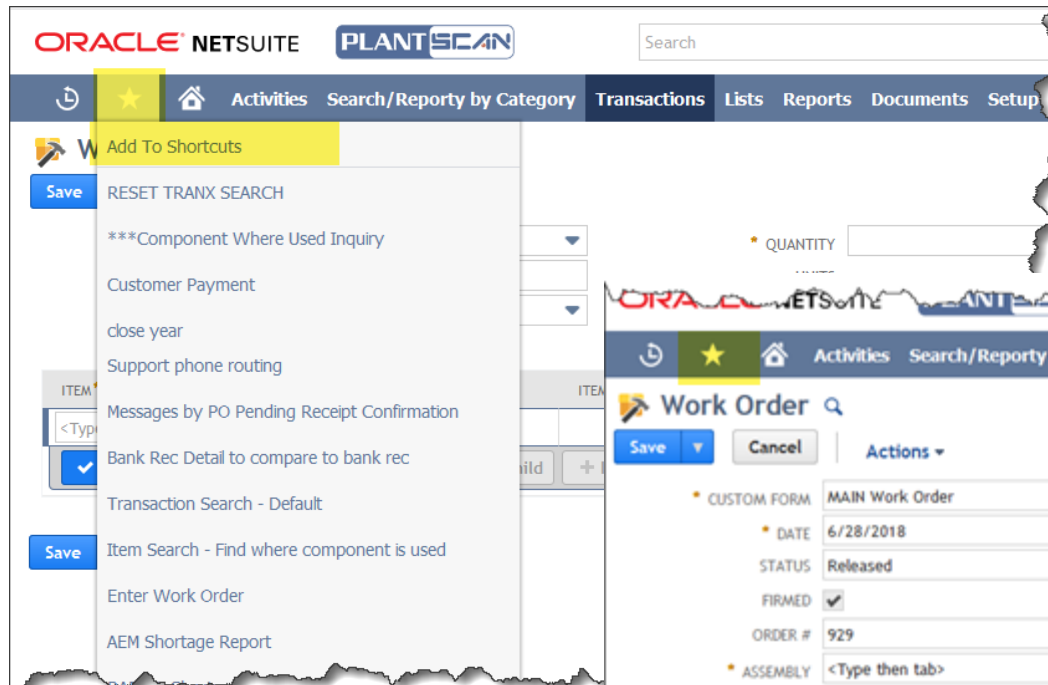 ORACLE NETSUITE PLANTSCAN Search
Activities Search/Reporty by Category Transactions Lists Reports Documents Setup
W
Add To Shortcuts
Save
RESET TRANX SEARCH
***Component Where Used Inquiry
* QUANTITY
Customer Payment
close year
Support phone routing
ITEM *
Messages by PO Pending Receipt Confirmation
Bank Rec Detail to compare to bank rec
Transaction Search - Default
Save
Item Search - Find where component is used
Enter Work Order
AEM Shortage Report
Activities Search/Reporty
Work Order
Save Cancel Actions
* CUSTOM FORM MAIN Work Order
* DATE 6/28/2018
STATUS Released
FIRMED
ORDER # 929
* ASSEMBLY <Type then tab>